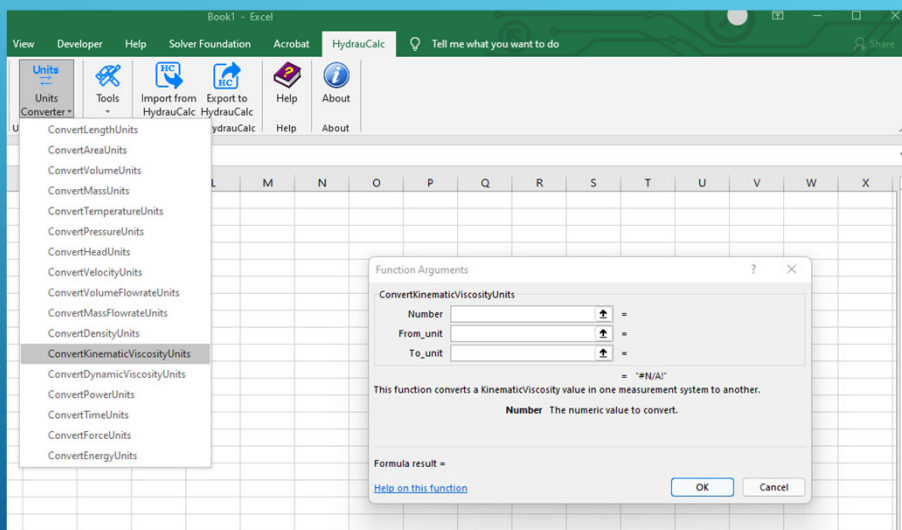 Book1 - Excel
View Developer Help Solver Foundation Acrobat HydrauCalc Tell me what you want to do Share
Units
HC
HC
Units Tools Import from Export to Help About
Converter HydrauCalc HydrauCalc
U ydrauCalc Help About
ConvertLengthUnits
ConvertAreaUnits
ConvertVolumeUnits
ConvertMassUnits
ConvertTemperatureUnits
ConvertPressureUnits
ConvertHeadUnits
ConvertVelocityUnits
ConvertVolumeFlowrateUnits
ConvertMassFlowrateUnits
ConvertDensityUnits
ConvertKinematicViscosityUnits
ConvertDynamicViscosityUnits
ConvertPowerUnits
ConvertTimeUnits
ConvertForceUnits
ConvertEnergyUnits
L M N O P Q R S T U V W X
Function Arguments ? ×
ConvertKinematicViscosityUnits
Number =
From_unit =
To_unit =
= "#N/A!"
This function converts a KinematicViscosity value in one measurement system to another.
Number The numeric value to convert.
Formula result =
Help on this function OK Cancel